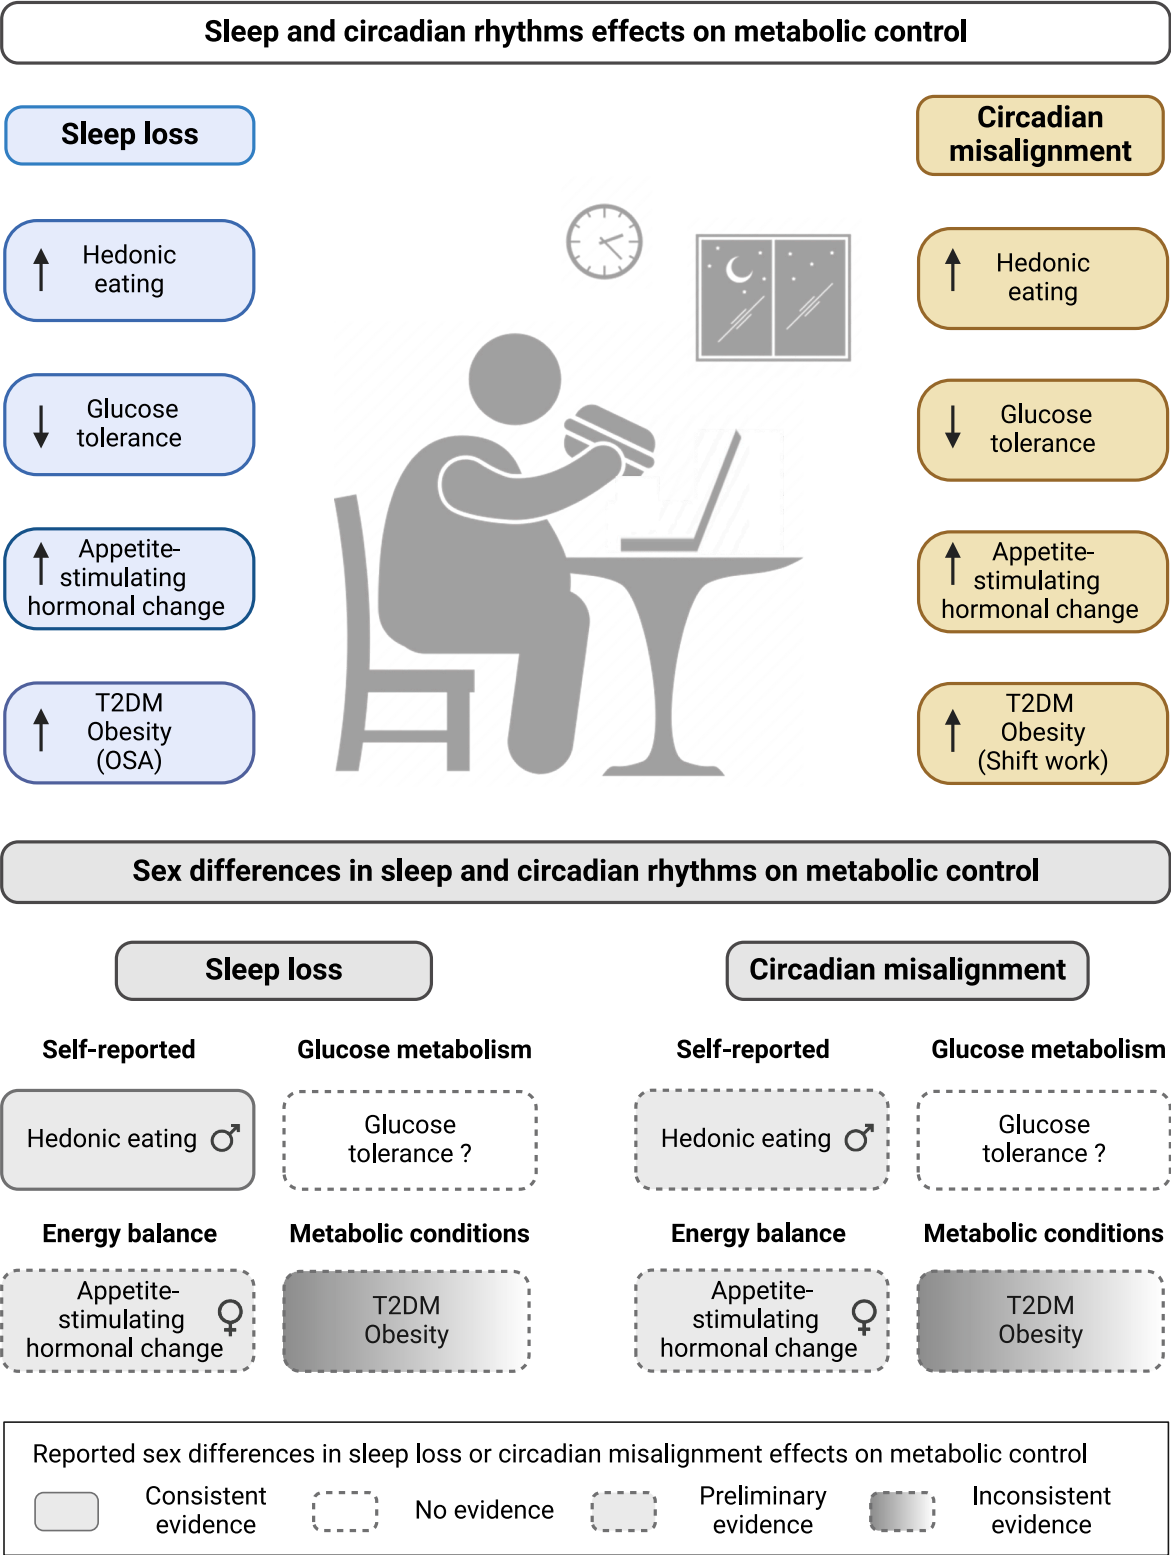 Sleep and circadian rhythms effects on metabolic control
Sleep loss
Hedonic
eating
Glucose
tolerance
Appetite-
stimulating
hormonal change
T2DM
Obesity
(OSA)
Circadian
misalignment
Hedonic
eating
Glucose
tolerance
Appetite-
stimulating
hormonal change
T2DM
Obesity
(Shift work)
Sex differences in sleep and circadian rhythms on metabolic control
Sleep loss
Self-reported
Hedonic eating ♂
Glucose metabolism
Glucose
tolerance ?
Energy balance
Appetite-
stimulating ♀
hormonal change
Metabolic conditions
T2DM
Obesity
Circadian misalignment
Self-reported
Hedonic eating ♂
Glucose metabolism
Glucose
tolerance ?
Energy balance
Appetite-
stimulating ♀
hormonal change
Metabolic conditions
T2DM
Obesity
Reported sex differences in sleep loss or circadian misalignment effects on metabolic control
Consistent
evidence
No evidence
Preliminary
evidence
Inconsistent
evidence